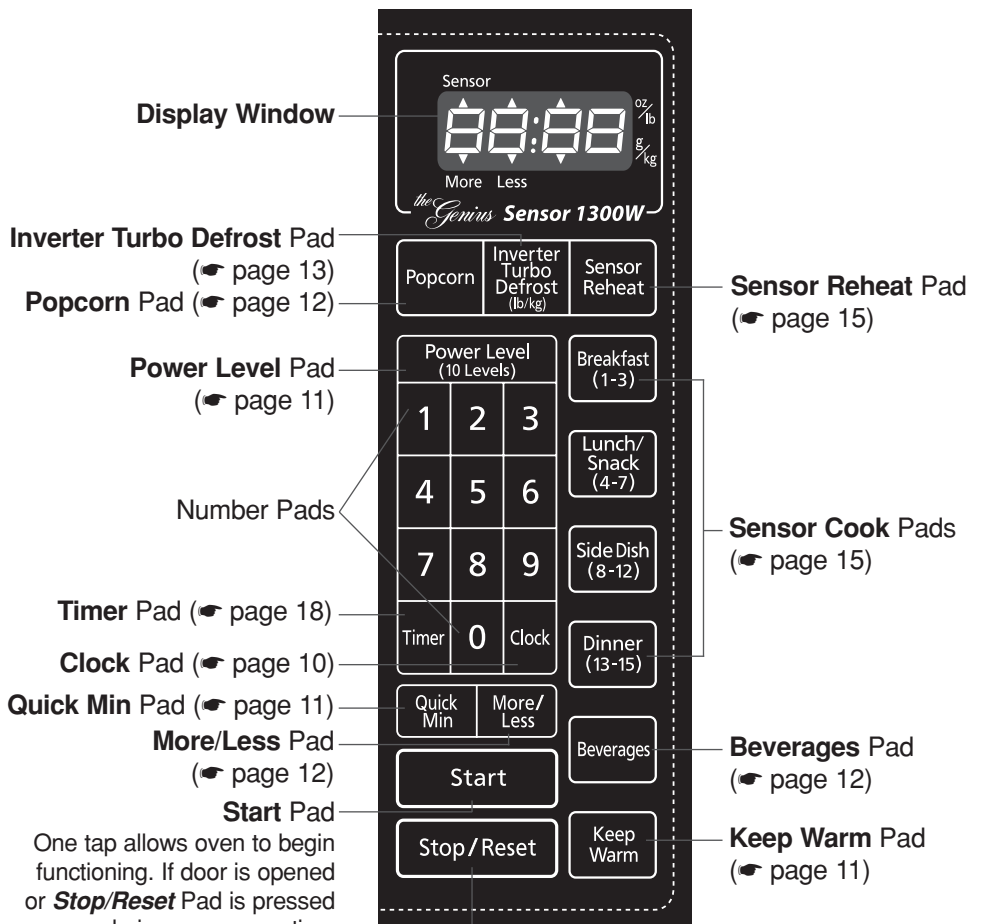 Display Window
Inverter Turbo Defrost Pad
(☛ page 13)
Popcorn Pad (☛ page 12)
Power Level Pad
(☛ page 11)
Number Pads
Timer Pad (☛ page 18)
Clock Pad (☛ page 10)
Quick Min Pad (☛ page 11)
More/Less Pad
(☛ page 12)
Start Pad
One tap allows oven to begin
functioning. If door is opened
or Stop/Reset Pad is pressed
Sensor
88:88
oz/lb
g/kg
More Less
the Genius Sensor 1300W
Popcorn
Inverter
Turbo
Defrost
(lb/kg)
Sensor
Reheat
Power Level
(10 Levels)
1 2 3
4 5 6
7 8 9
Timer 0 Clock
Quick
Min
More/
Less
Start
Stop/Reset
Breakfast
(1-3)
Lunch/
Snack
(4-7)
Side Dish
(8-12)
Dinner
(13-15)
Beverages
Keep
Warm
Sensor Reheat Pad
(☛ page 15)
Sensor Cook Pads
(☛ page 15)
Beverages Pad
(☛ page 12)
Keep Warm Pad
(☛ page 11)